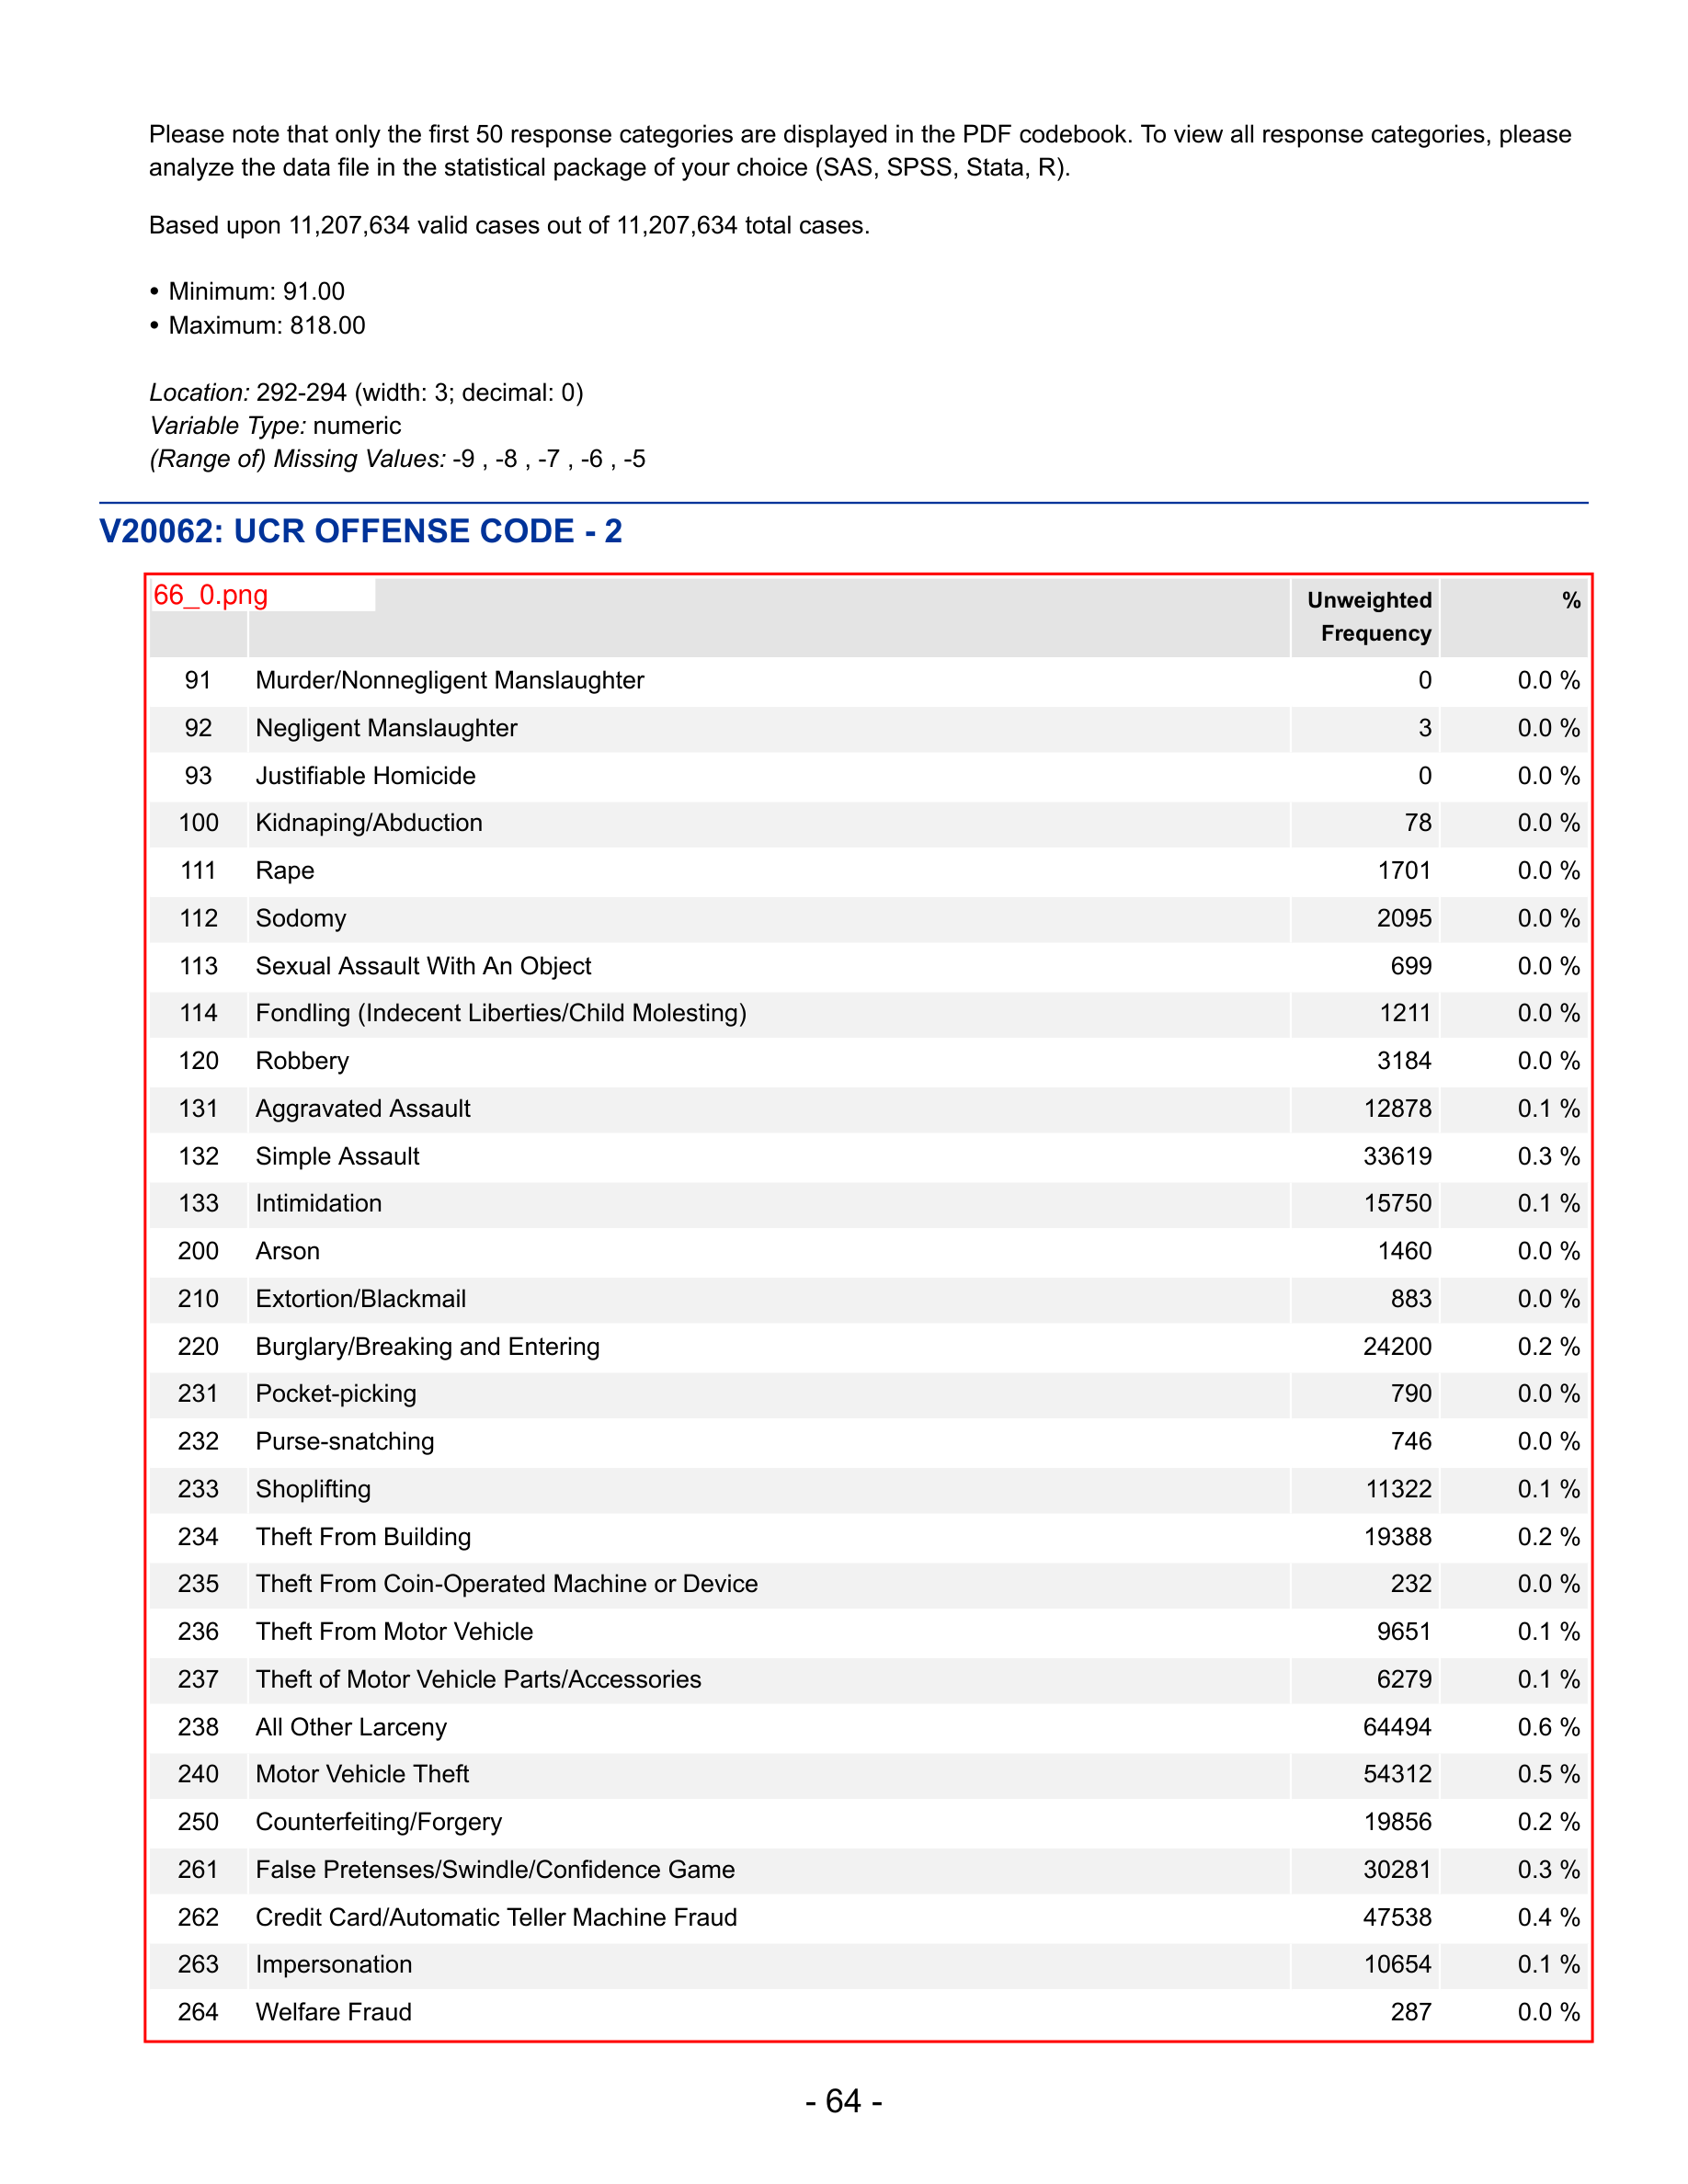 Please note that only the first 50 response categories are displayed in the PDF codebook. To view all response categories, please
analyze the data file in the statistical package of your choice (SAS, SPSS, Stata, R).
Based upon 11,207,634 valid cases out of 11,207,634 total cases.
• Minimum: 91.00
• Maximum: 818.00
Location: 292-294 (width: 3; decimal: 0)
Variable Type: numeric
(Range of) Missing Values: -9 , -8 , -7 , -6 , -5
V20062: UCR OFFENSE CODE - 2
66_0.png
Unweighted Frequency %
91 Murder/Nonnegligent Manslaughter 0 0.0 %
92 Negligent Manslaughter 3 0.0 %
93 Justifiable Homicide 0 0.0 %
100 Kidnaping/Abduction 78 0.0 %
111 Rape 1701 0.0 %
112 Sodomy 2095 0.0 %
113 Sexual Assault With An Object 699 0.0 %
114 Fondling (Indecent Liberties/Child Molesting) 1211 0.0 %
120 Robbery 3184 0.0 %
131 Aggravated Assault 12878 0.1 %
132 Simple Assault 33619 0.3 %
133 Intimidation 15750 0.1 %
200 Arson 1460 0.0 %
210 Extortion/Blackmail 883 0.0 %
220 Burglary/Breaking and Entering 24200 0.2 %
231 Pocket-picking 790 0.0 %
232 Purse-snatching 746 0.0 %
233 Shoplifting 11322 0.1 %
234 Theft From Building 19388 0.2 %
235 Theft From Coin-Operated Machine or Device 232 0.0 %
236 Theft From Motor Vehicle 9651 0.1 %
237 Theft of Motor Vehicle Parts/Accessories 6279 0.1 %
238 All Other Larceny 64494 0.6 %
240 Motor Vehicle Theft 54312 0.5 %
250 Counterfeiting/Forgery 19856 0.2 %
261 False Pretenses/Swindle/Confidence Game 30281 0.3 %
262 Credit Card/Automatic Teller Machine Fraud 47538 0.4 %
263 Impersonation 10654 0.1 %
264 Welfare Fraud 287 0.0 %
- 64 -